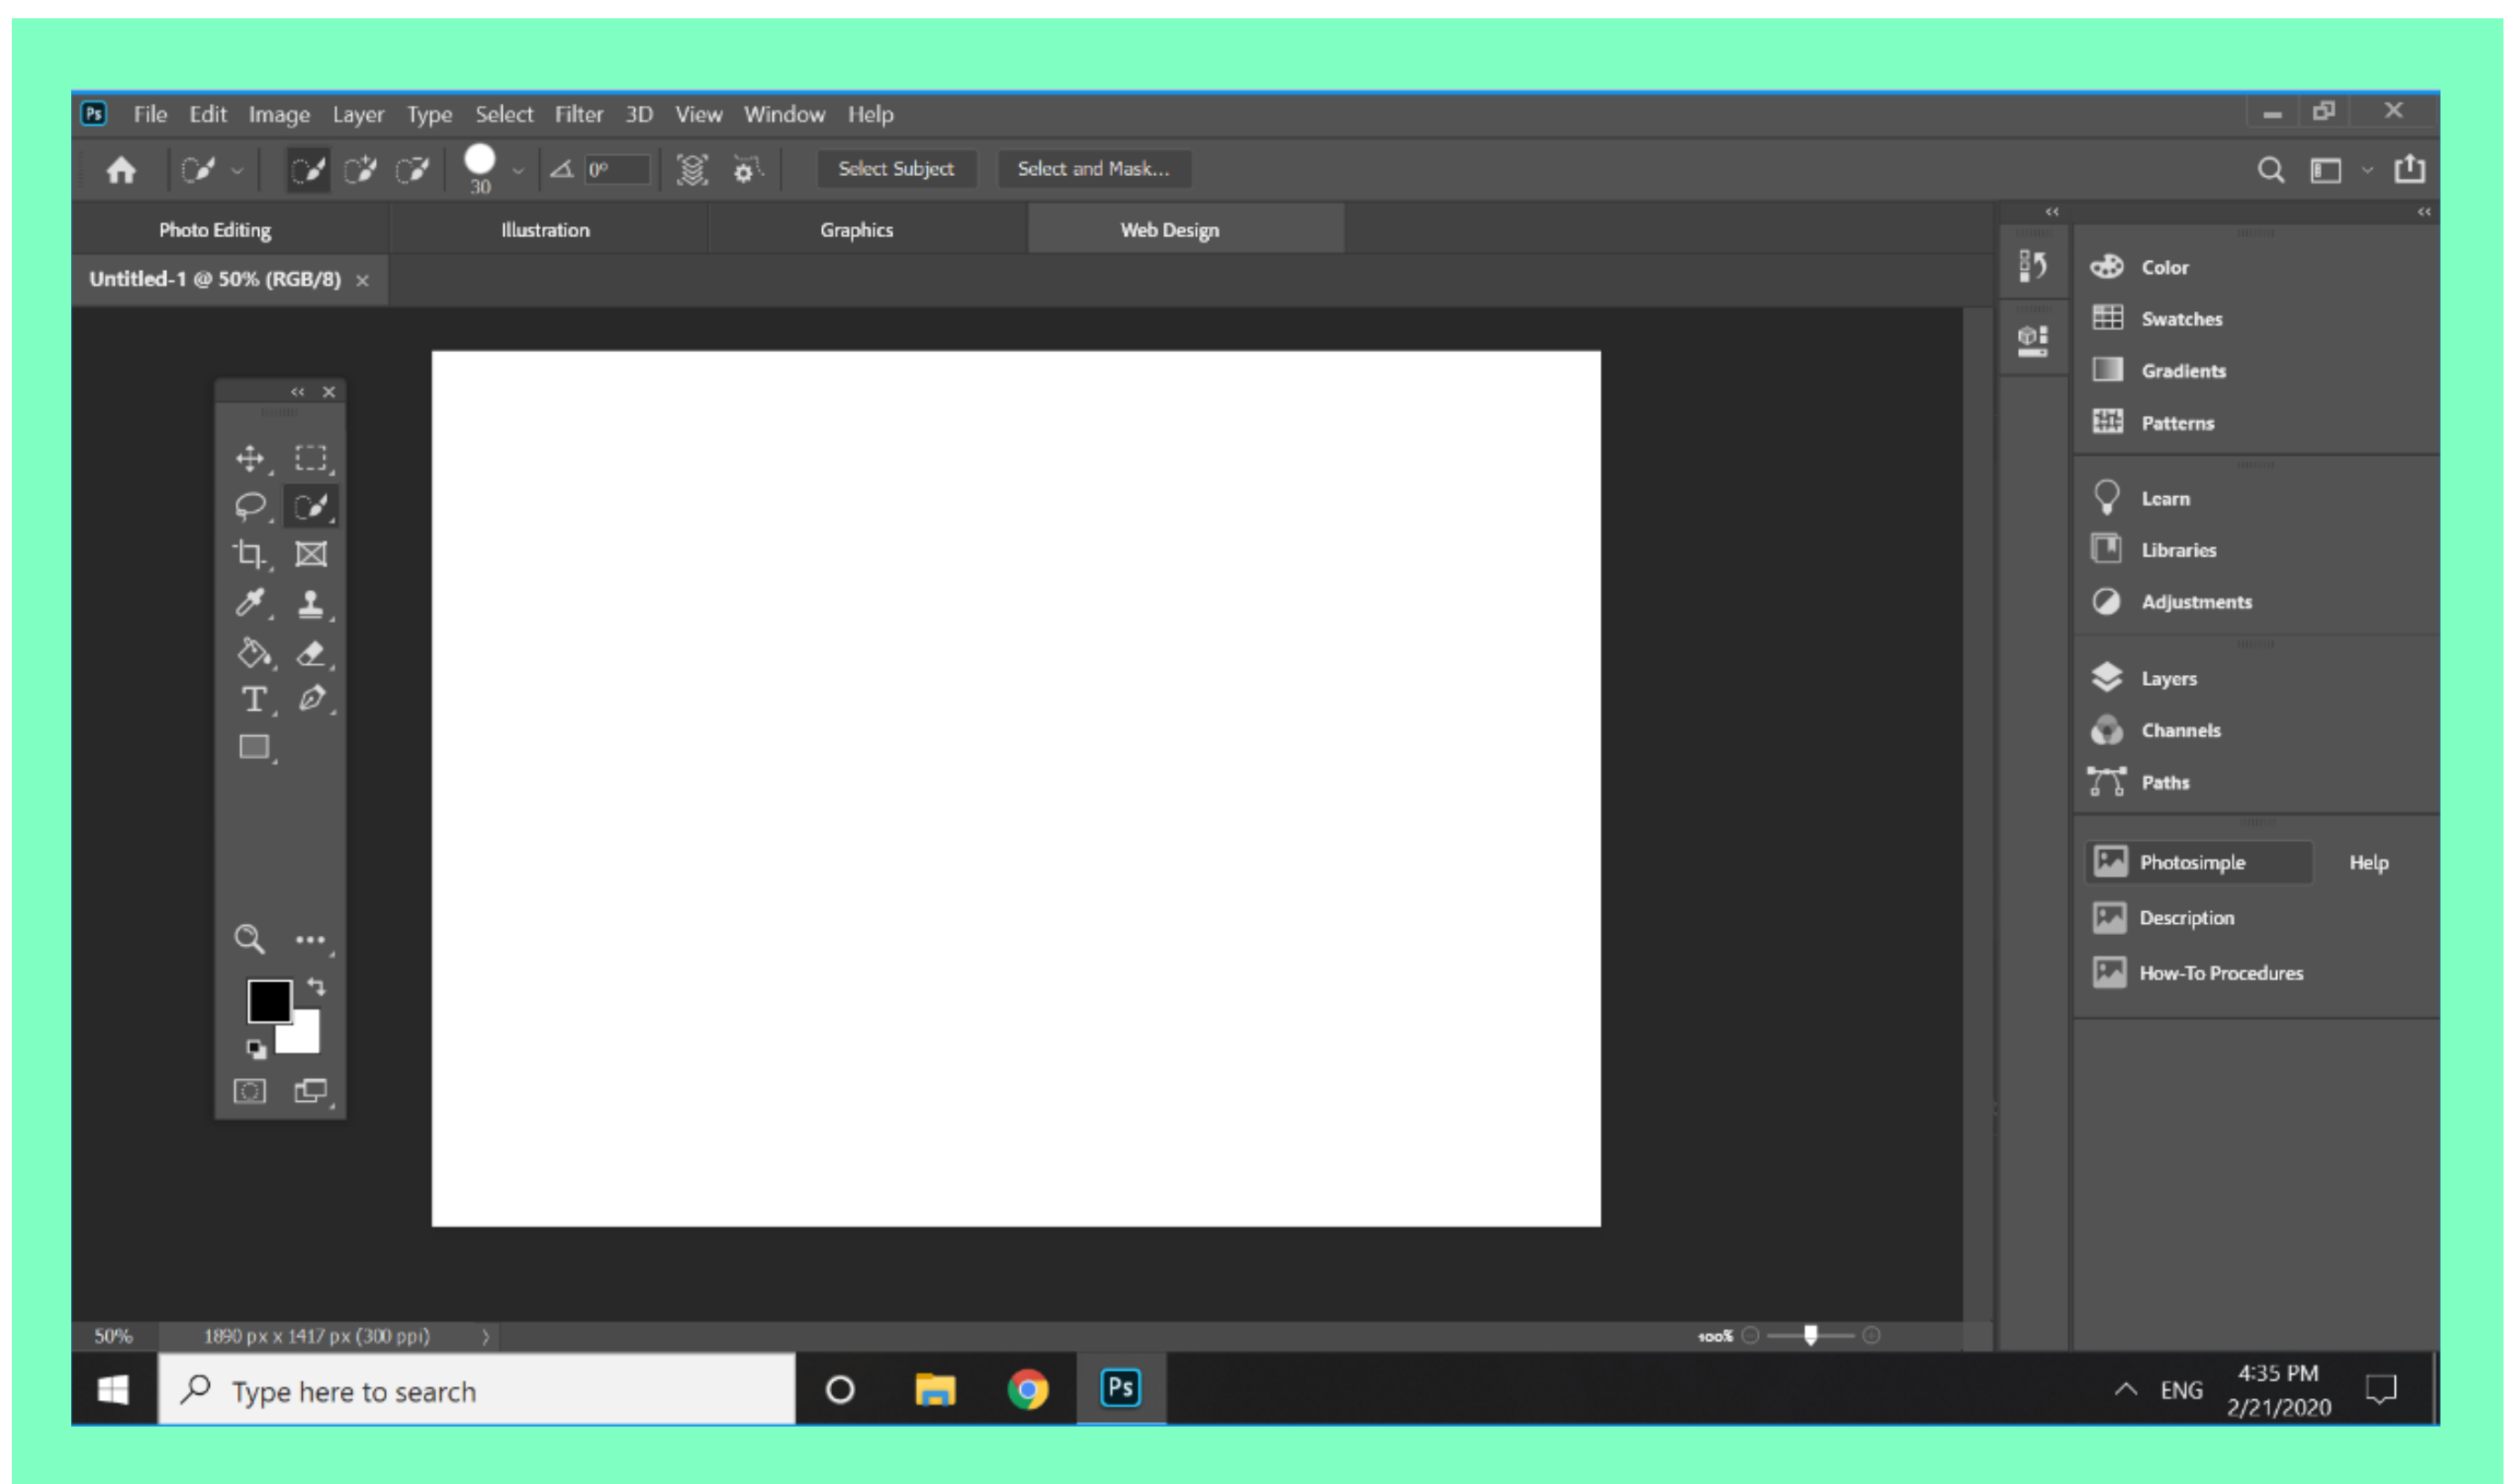 Ps File Edit Image Layer Type Select Filter 3D View Window Help
30
0°
Select Subject Select and Mask...
Photo Editing Illustration Graphics Web Design
Untitled-1 @ 50% (RGB/8) ×
Color
Swatches
Gradients
Patterns
Learn
Libraries
Adjustments
Layers
Channels
Paths
Photosimple Help
Description
How-To Procedures
T
50% 1890 px x 1417 px (300 ppi)
100%
Type here to search
Ps
ENG
4:35 PM
2/21/2020